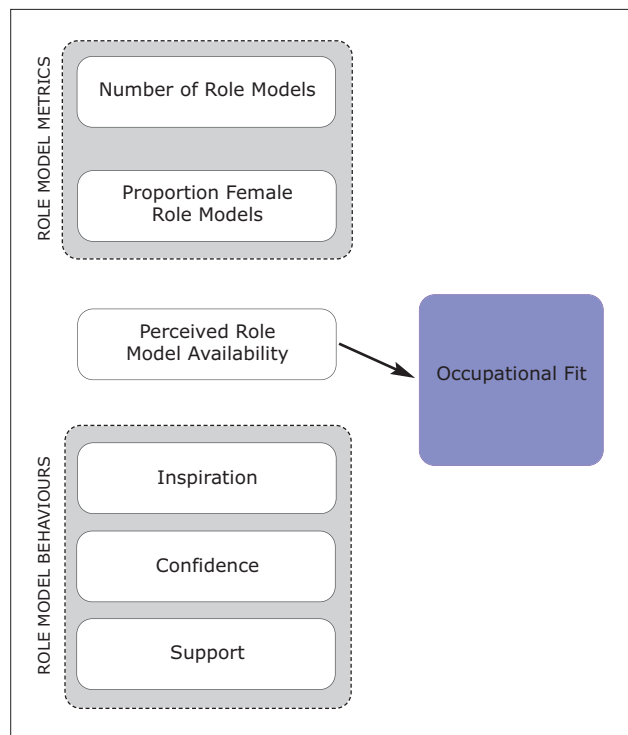 ROLE MODEL METRICS
Number of Role Models
Proportion Female
Role Models
Perceived Role
Model Availability
Occupational Fit
ROLE MODEL BEHAVIOURS
Inspiration
Confidence
Support